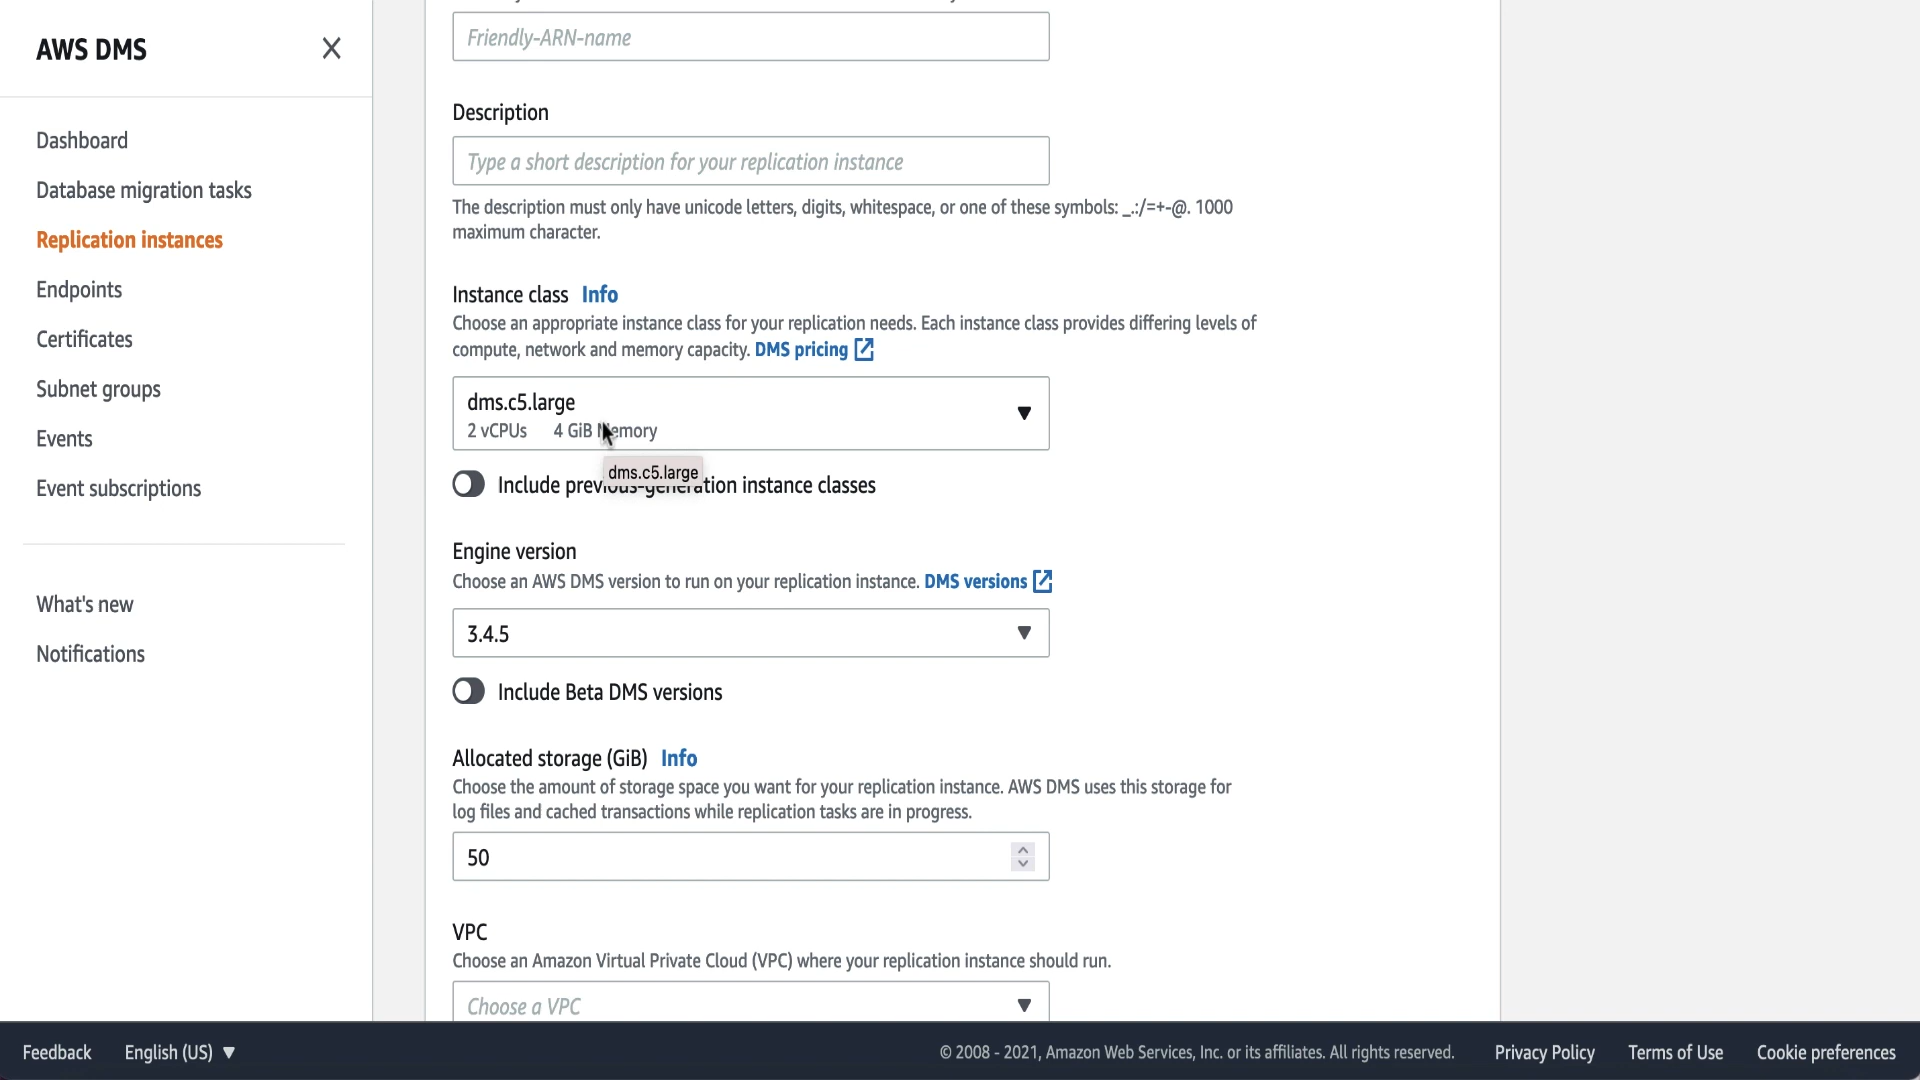 AWS DMS
Dashboard
Database migration tasks
Replication instances
Endpoints
Certificates
Subnet groups
Events
Event subscriptions
What's new
Notifications
Friendly-ARN-name
Description
Type a short description for your replication instance
The description must only have unicode letters, digits, whitespace, or one of these symbols: _.:/=+-@. 1000
maximum character.
Instance class Info
Choose an appropriate instance class for your replication needs. Each instance class provides differing levels of
compute, network and memory capacity. DMS pricing
dms.c5.large
2 vCPUs 4 GiB Memory
dms.c5.large
Include previous-generation instance classes
Engine version
Choose an AWS DMS version to run on your replication instance. DMS versions
3.4.5
Include Beta DMS versions
Allocated storage (GiB) Info
Choose the amount of storage space you want for your replication instance. AWS DMS uses this storage for
log files and cached transactions while replication tasks are in progress.
50
VPC
Choose an Amazon Virtual Private Cloud (VPC) where your replication instance should run.
Choose a VPC
Feedback English (US) © 2008 - 2021, Amazon Web Services, Inc. or its affiliates. All rights reserved. Privacy Policy Terms of Use Cookie preferences